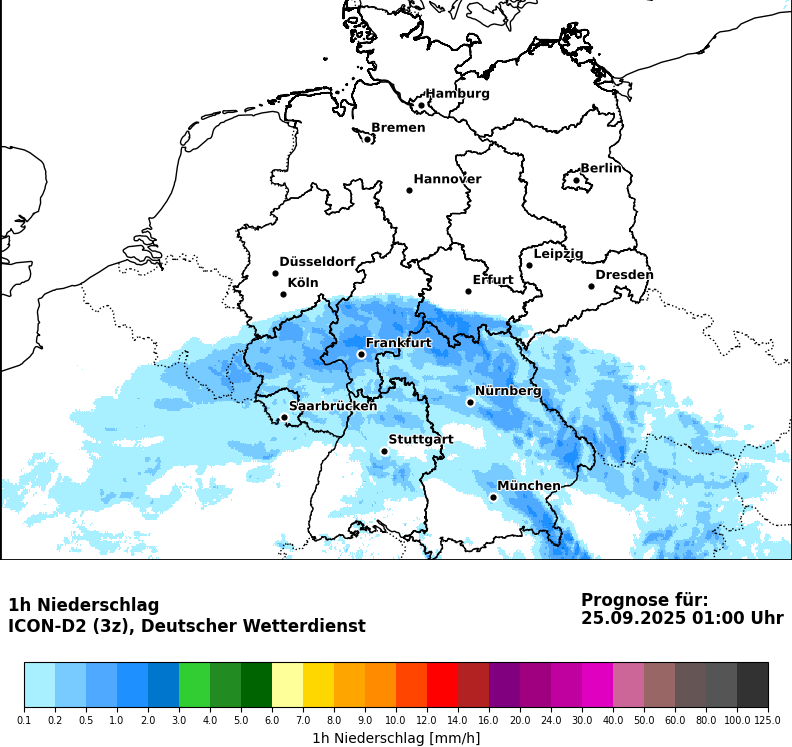 Hamburg
Bremen
Berlin
Hannover
Leipzig
Düsseldorf
Dresden
Köln
Erfurt
Frankfurt
Nürnberg
Saarbrücken
Stuttgart
München
1h Niederschlag
ICON-D2 (3z), Deutscher Wetterdienst
Prognose für:
25.09.2025 01:00 Uhr
0.1 0.2 0.5 1.0 2.0 3.0 4.0 5.0 6.0 7.0 8.0 9.0 10.0 12.0 14.0 16.0 20.0 24.0 30.0 40.0 50.0 60.0 80.0 100.0 125.0
1h Niederschlag [mm/h]